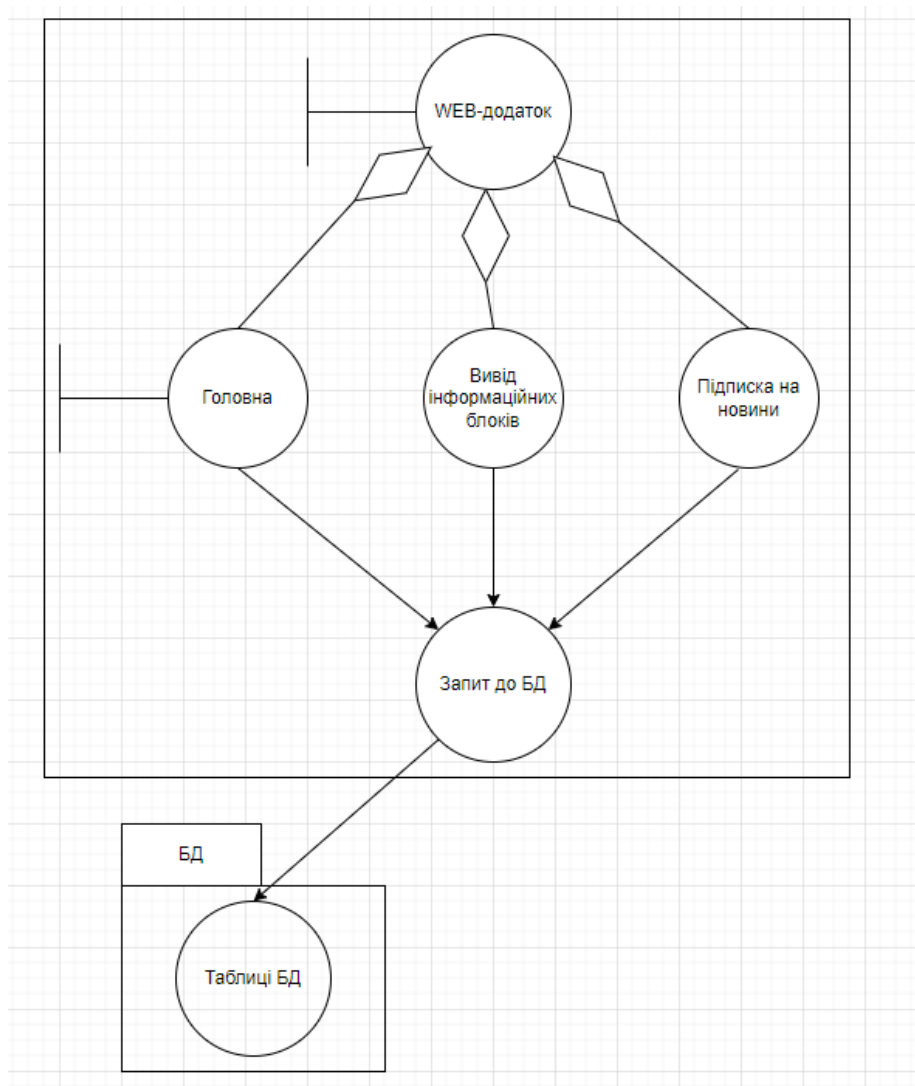 WEB-додаток
Головна
Вивід
інформаційних
блоків
Підписка на
новини
Запит до БД
БД
Таблиці БД